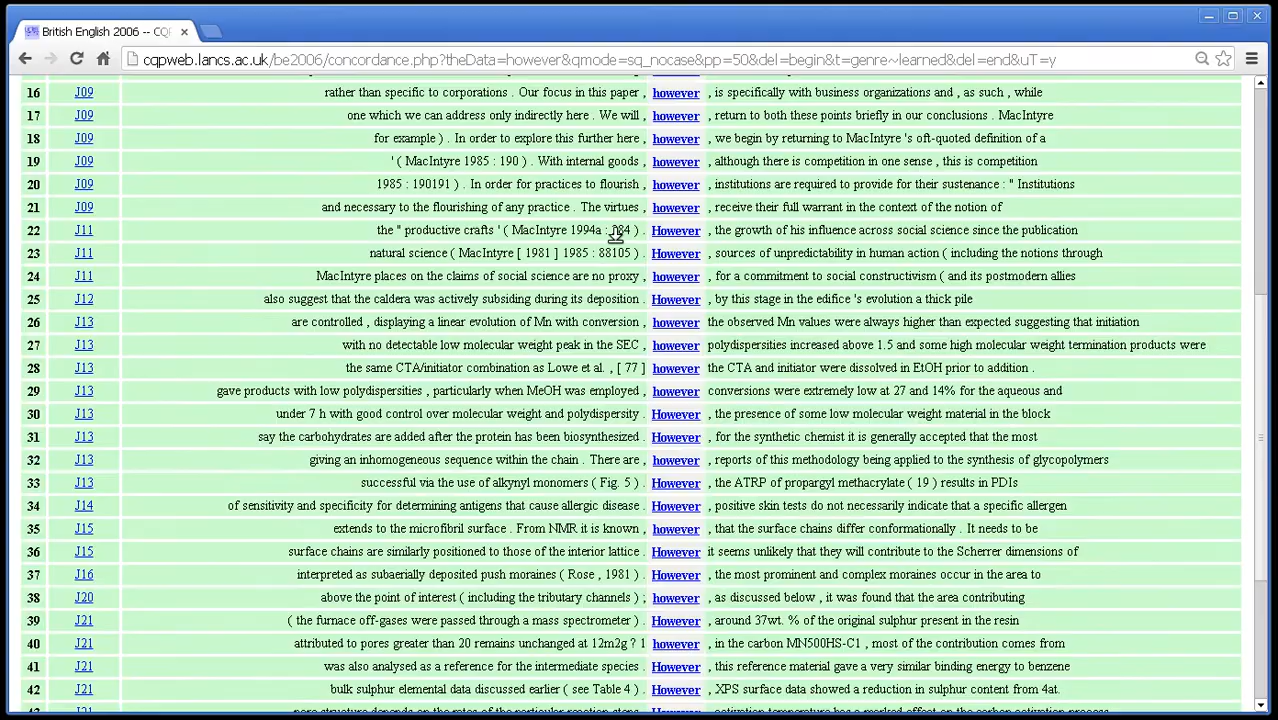 British English 2006 -- CQP
cqpweb.lancs.ac.uk/be2006/concordance.php?theData=however&qmode=sq_nocase&pp=50&del=begin&t=genre~learned&del=end&uT=y
16 J09 rather than specific to corporations . Our focus in this paper , however , is specifically with business organizations and , as such , while
17 J09 one which we can address only indirectly here . We will , however , return to both these points briefly in our conclusions . MacIntyre
18 J09 for example ) . In order to explore this further here , however , we begin by returning to MacIntyre 's oft-quoted definition of a
19 J09 ' ( MacIntyre 1985 : 190 ) . With internal goods , however , although there is competition in one sense , this is competition
20 J09 1985 : 190191 ) . In order for practices to flourish , however , institutions are required to provide for their sustenance : " Institutions
21 J09 and necessary to the flourishing of any practice . The virtues , however , receive their full warrant in the context of the notion of
22 J11 the " productive crafts ' ( MacIntyre 1994a : ) . However , the growth of his influence across social science since the publication
23 J11 natural science ( MacIntyre [ 1981 ] 1985 : 88105 ) . However , sources of unpredictability in human action ( including the notions through
24 J11 MacIntyre places on the claims of social science are no proxy , however , for a commitment to social constructivism ( and its postmodern allies
25 J12 also suggest that the caldera was actively subsiding during its deposition . However , by this stage in the edifice 's evolution a thick pile
26 J13 are controlled , displaying a linear evolution of Mn with conversion , however the observed Mn values were always higher than expected suggesting that initiation
27 J13 with no detectable low molecular weight peak in the SEC , however polydispersities increased above 1.5 and some high molecular weight termination products were
28 J13 the same CTA/initiator combination as Lowe et al. , [ 77 ] however the CTA and initiator were dissolved in EtOH prior to addition .
29 J13 gave products with low polydispersities , particularly when MeOH was employed , however conversions were extremely low at 27 and 14% for the aqueous and
30 J13 under 7 h with good control over molecular weight and polydispersity . However , the presence of some low molecular weight material in the block
31 J13 say the carbohydrates are added after the protein has been biosynthesized . However , for the synthetic chemist it is generally accepted that the most
32 J13 giving an inhomogeneous sequence within the chain . There are , however , reports of this methodology being applied to the synthesis of glycopolymers
33 J13 successful via the use of alkynyl monomers ( Fig. 5 ) . However , the ATRP of propargyl methacrylate ( 19 ) results in PDIs
34 J14 of sensitivity and specificity for determining antigens that cause allergic disease . However , positive skin tests do not necessarily indicate that a specific allergen
35 J15 extends to the microfibril surface . From NMR it is known , however , that the surface chains differ conformationally . It needs to be
36 J15 surface chains are similarly positioned to those of the interior lattice . However it seems unlikely that they will contribute to the Scherrer dimensions of
37 J16 interpreted as subaerially deposited push moraines ( Rose , 1981 ) . However , the most prominent and complex moraines occur in the area to
38 J20 above the point of interest ( including the tributary channels ) ; however , as discussed below , it was found that the area contributing
39 J21 ( the furnace off-gases were passed through a mass spectrometer ) . However , around 37wt. % of the original sulphur present in the resin
40 J21 attributed to pores greater than 20 remains unchanged at 12m2g ? 1 however , in the carbon MN500HS-C1 , most of the contribution comes from
41 J21 was also analysed as a reference for the intermediate species . However , this reference material gave a very similar binding energy to benzene
42 J21 bulk sulphur elemental data discussed earlier ( see Table 4 ) . However , XPS surface data showed a reduction in sulphur content from 4at.